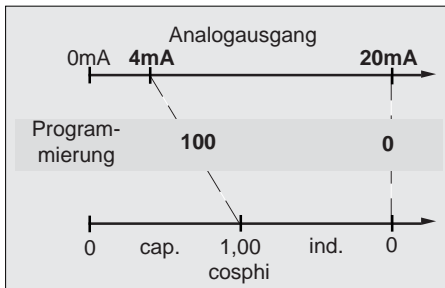 Analogausgang
0mA 4mA 20mA
Program-
mierung 100 0
0 cap. 1,00 ind. 0
cosphi